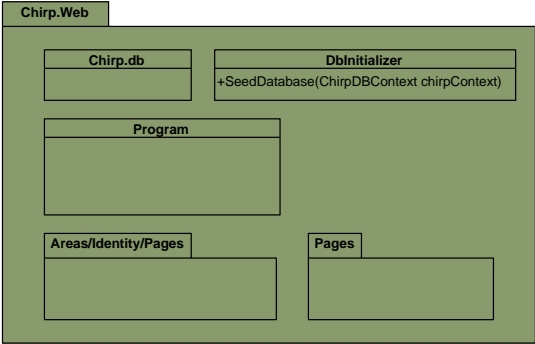 Chirp.Web
Chirp.db
DbInitializer
+SeedDatabase(ChirpDBContext chirpContext)
Program
Areas/Identity/Pages
Pages